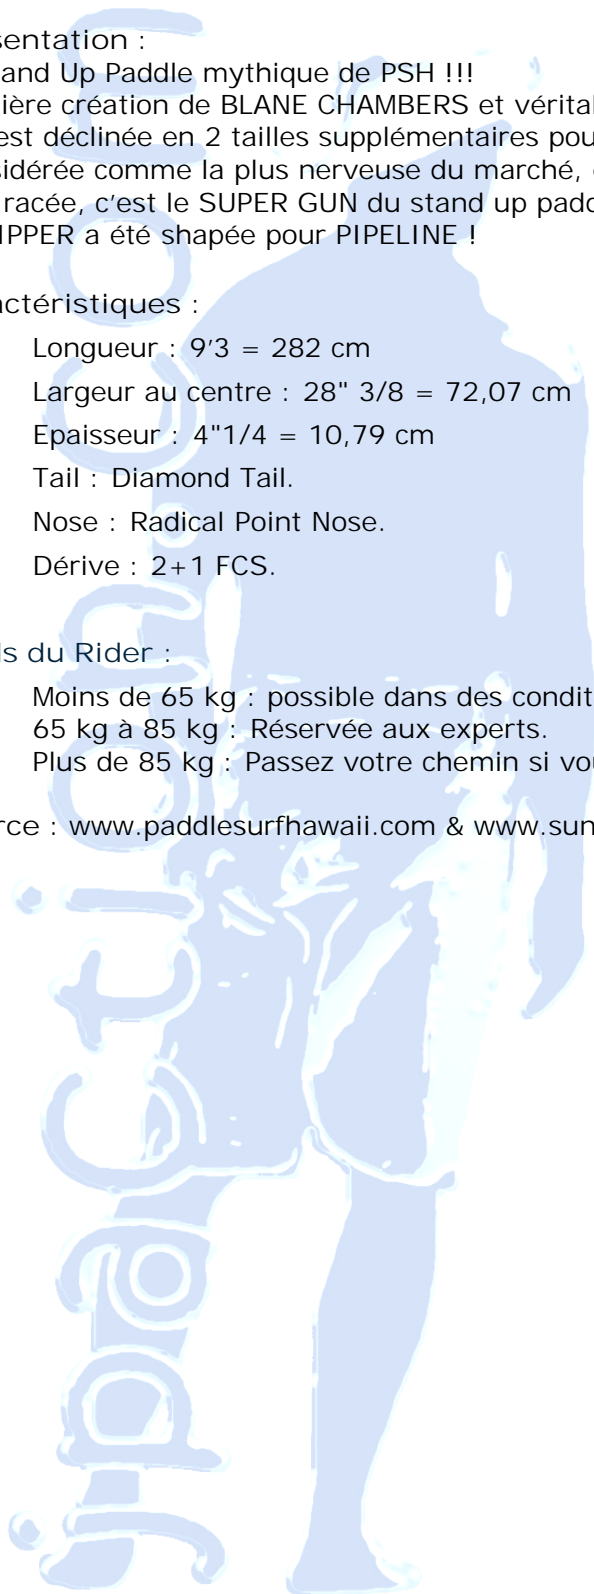 sentation :
and Up Paddle mythique de PSH !!!
ière création de BLANE CHAMBERS et vérital
est déclinée en 2 tailles supplémentaires pou
sidérée comme la plus nerveuse du marché,
racée, c'est le SUPER GUN du stand up padd
IPPER a été shapée pour PIPELINE !
actéristiques :
Longueur : 9'3 = 282 cm
Largeur au centre : 28" 3/8 = 72,07 cm
Epaisseur : 4"1/4 = 10,79 cm
Tail : Diamond Tail.
Nose : Radical Point Nose.
Dérive : 2+1 FCS.
ds du Rider :
Moins de 65 kg : possible dans des condit
65 kg à 85 kg : Réservée aux experts.
Plus de 85 kg : Passez votre chemin si vou
rce : www.paddlesurfhawaii.com & www.sun